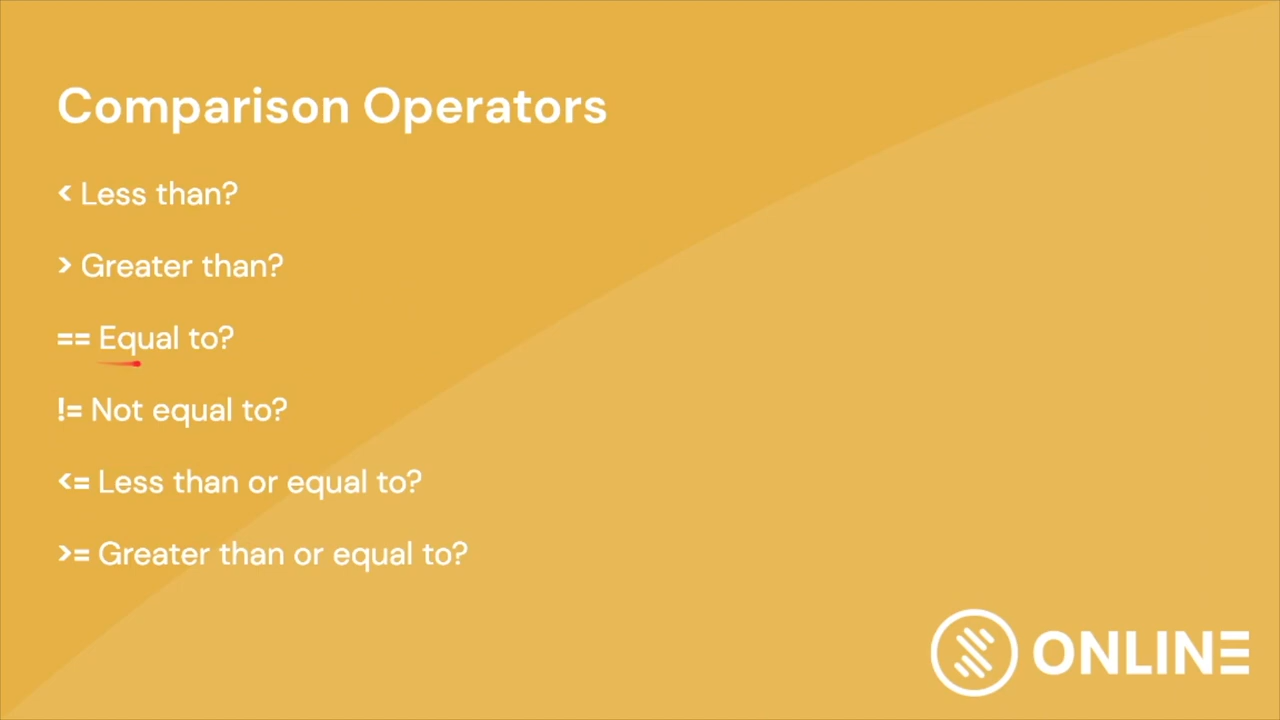 Comparison Operators
< Less than?
> Greater than?
== Equal to?
!= Not equal to?
<= Less than or equal to?
>= Greater than or equal to?
ONLINE